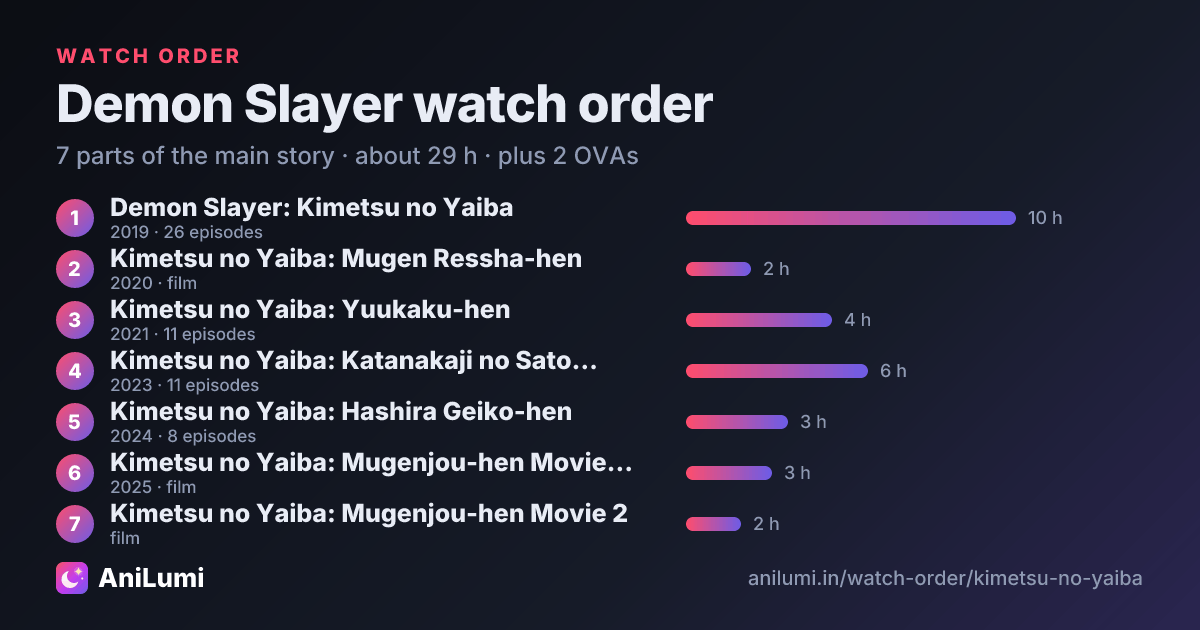 WATCH ORDER
Demon Slayer watch order
7 parts of the main story · about 29 h · plus 2 OVAs
1 Demon Slayer: Kimetsu no Yaiba 10 h
2019 · 26 episodes
2 Kimetsu no Yaiba: Mugen Ressha-hen 2 h
2020 · film
3 Kimetsu no Yaiba: Yuukaku-hen 4 h
2021 · 11 episodes
4 Kimetsu no Yaiba: Katanakaji no Sato… 6 h
2023 · 11 episodes
5 Kimetsu no Yaiba: Hashira Geiko-hen 3 h
2024 · 8 episodes
6 Kimetsu no Yaiba: Mugenjou-hen Movie… 3 h
2025 · film
7 Kimetsu no Yaiba: Mugenjou-hen Movie 2 2 h
film
AniLumi anilumi.in/watch-order/kimetsu-no-yaiba